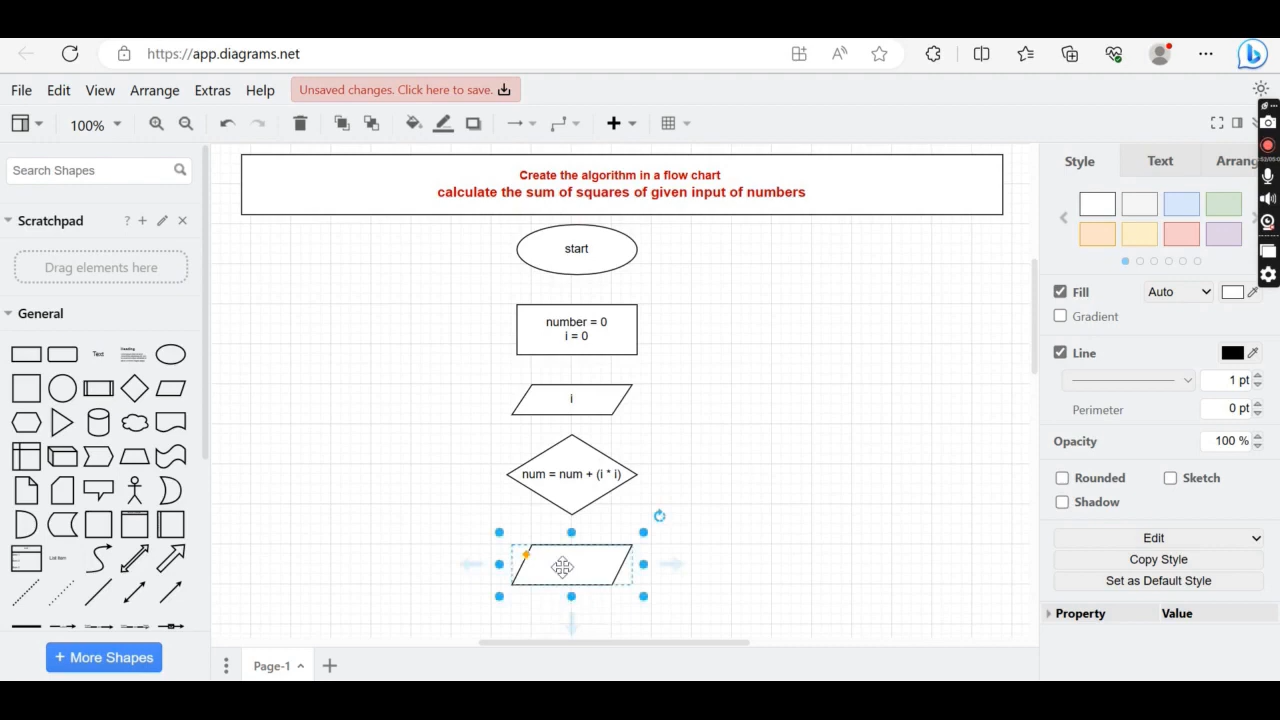 https://app.diagrams.net
File Edit View Arrange Extras Help Unsaved changes. Click here to save.
100%
Search Shapes
Scratchpad ?
Drag elements here
General
Text
Heading
List Item
+ More Shapes
Create the algorithm in a flow chart
calculate the sum of squares of given input of numbers
start
number = 0
i = 0
i
num = num + (i * i)
Page-1
Style Text Arrang
Fill Auto
Gradient
Line
1 pt
Perimeter 0 pt
Opacity 100 %
Rounded Sketch
Shadow
Edit
Copy Style
Set as Default Style
Property Value